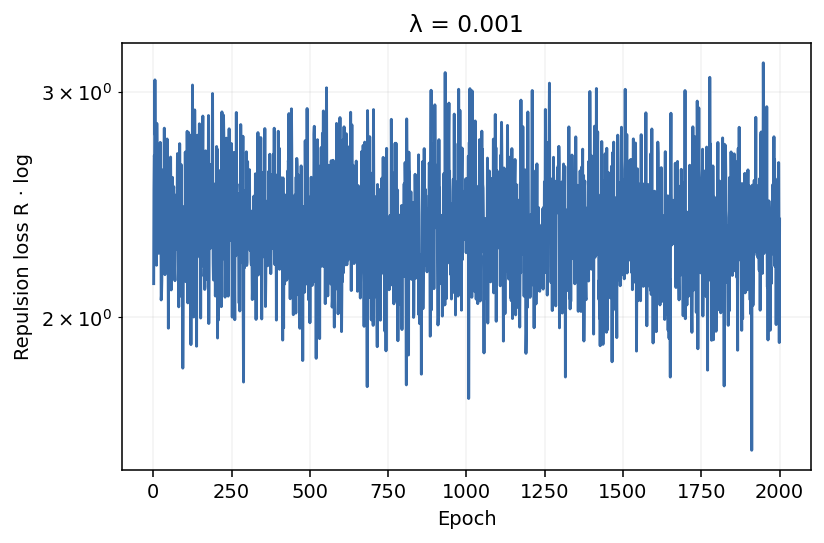 λ = 0.001
Repulsion loss R · log
3 × 10⁰
2 × 10⁰
0 250 500 750 1000 1250 1500 1750 2000
Epoch